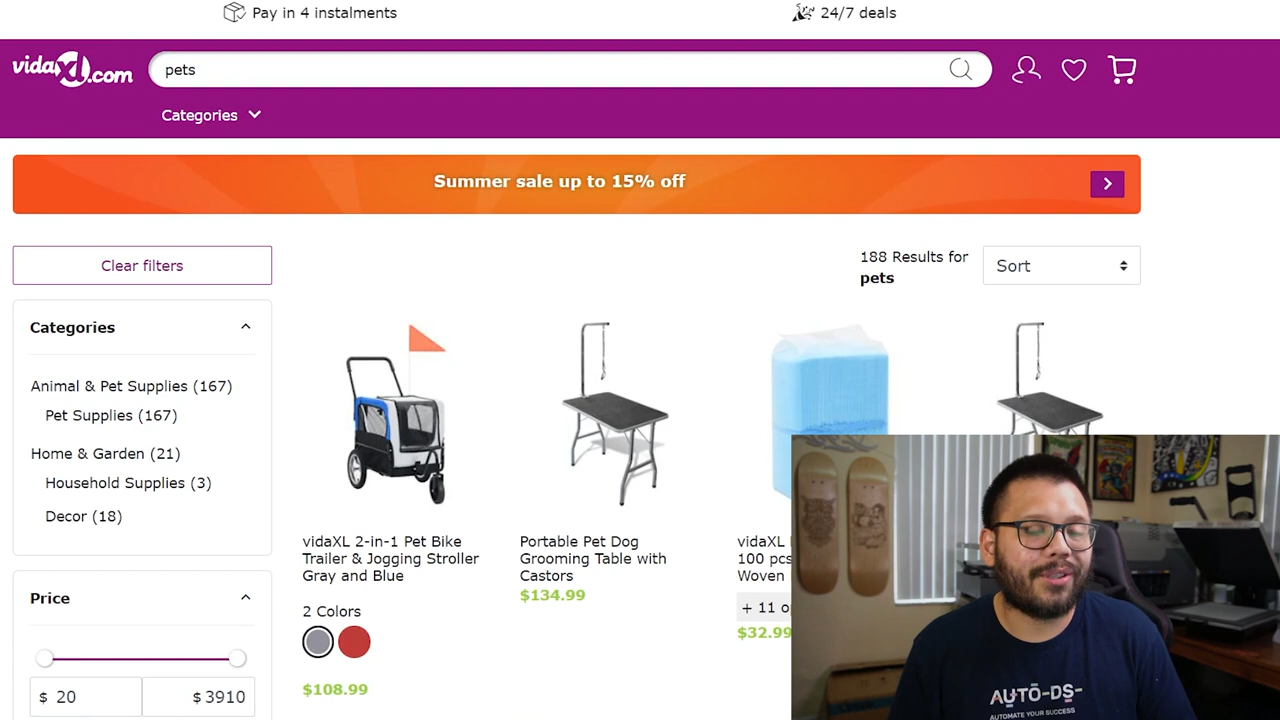 Pay in 4 instalments
24/7 deals
vidaXL.com
pets
Categories
Summer sale up to 15% off
Clear filters
188 Results for
pets
Sort
Categories
Animal & Pet Supplies (167)
Pet Supplies (167)
Home & Garden (21)
Household Supplies (3)
Decor (18)
Price
$ 20
$ 3910
vidaXL 2-in-1 Pet Bike
Trailer & Jogging Stroller
Gray and Blue
2 Colors
$108.99
Portable Pet Dog
Grooming Table with
Castors
$134.99
vidaXL
100 pcs
Woven
+ 11
$32.99
AUTO-DS-
AUTOMATE YOUR SUCCESS